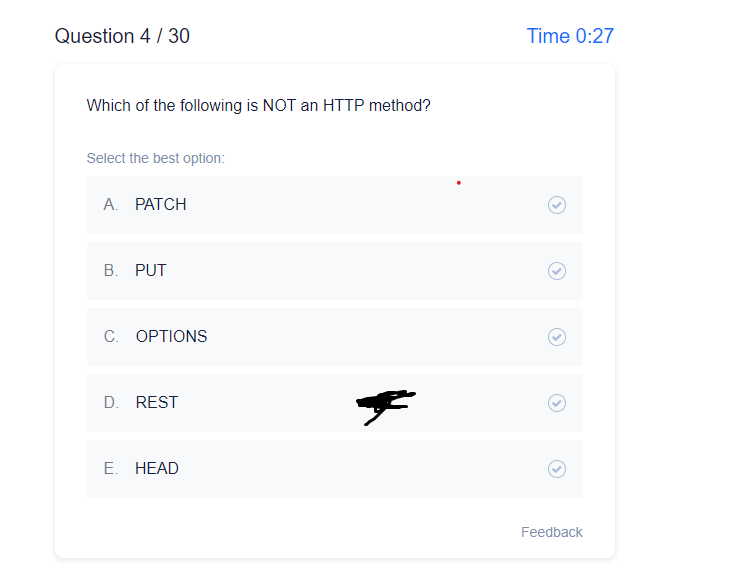 Question 4 / 30
Time 0:27
Which of the following is NOT an HTTP method?
Select the best option:
A. PATCH
B. PUT
C. OPTIONS
D. REST
E. HEAD
Feedback